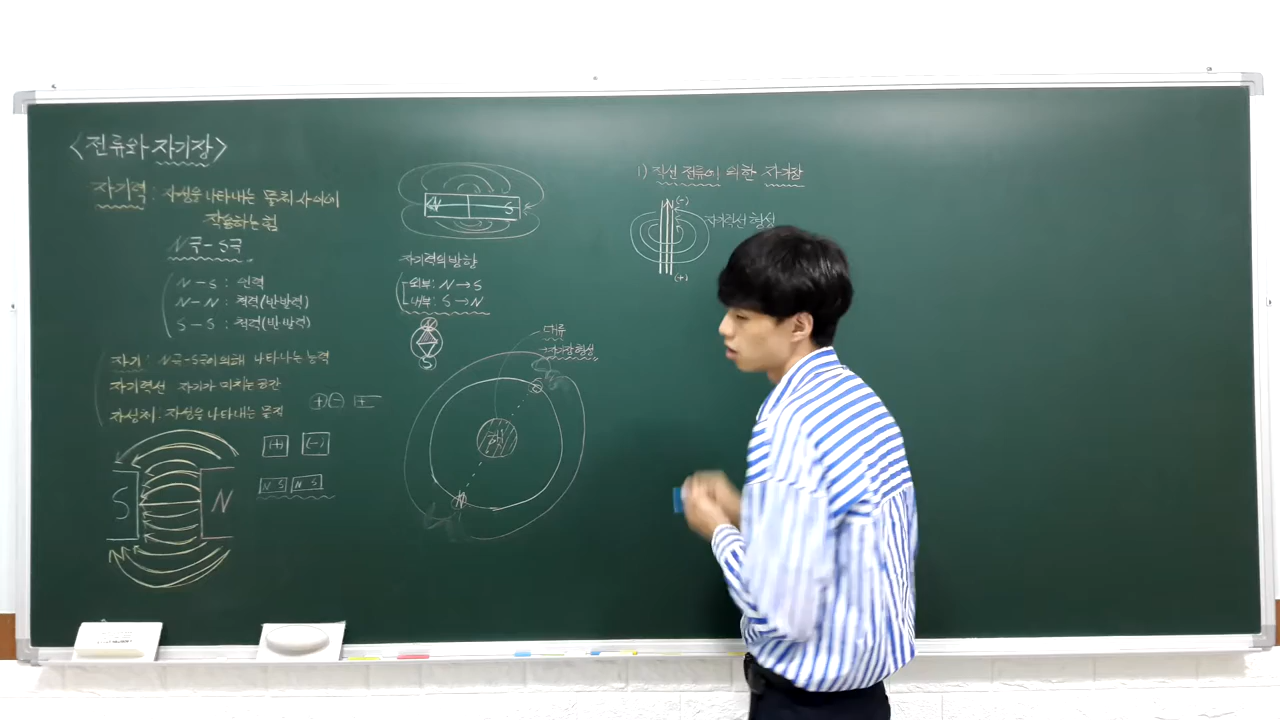 <전류와 자기장>
자기력: 자성을 나타내는 물체 사이에
작용하는 힘
N극-S극
N-S: 인력
N-N: 척력(반발력)
S-S: 척력(반발력)
자기: N극-S극에 의해 나타나는 능력
자기력선 자기가 미치는 공간
자성체: 자성을 나타내는 물질
+ - + -
(+) (-)
N S N S
S N
N
N S
자기력의 방향
외부: N→S
내부: S→N
N
S
대류
→자기장 형성
핵
S
N
1) 직선 전류에 의한 자기장
(-)
자기력선 형성
(+)